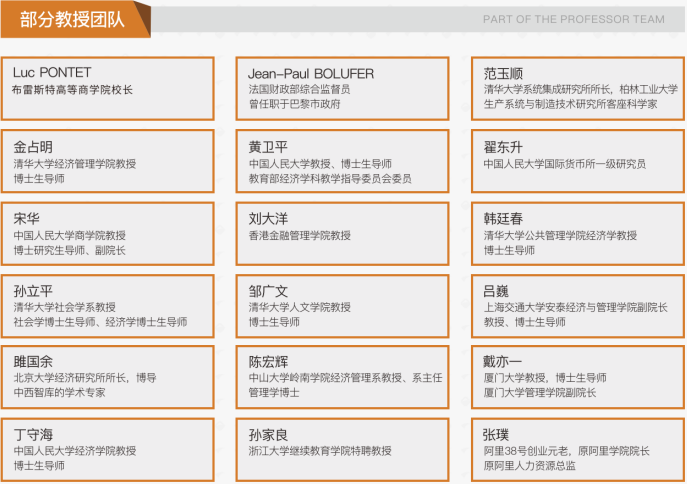 部分教授团队
PART OF THE PROFESSOR TEAM
Luc PONTET
布雷斯特高等商学院校长
Jean-Paul BOLUFER
法国财政部综合监督员
曾任职于巴黎市政府
范玉顺
清华大学系统集成研究所所长，柏林工业大学
生产系统与制造技术研究所客座科学家
金占明
清华大学经济管理学院教授
博士生导师
黄卫平
中国人民大学教授、博士生导师
教育部经济学科教学指导委员会委员
翟东升
中国人民大学国际货币所一级研究员
宋华
中国人民大学商学院教授
博士研究生导师、副院长
刘大洋
香港金融管理学院教授
韩廷春
清华大学公共管理学院经济学教授
博士生导师
孙立平
清华大学社会学系教授
社会学博士生导师、经济学博士生导师
邹广文
清华大学人文学院教授
博士生导师
吕巍
上海交通大学安泰经济与管理学院副院长
教授、博士生导师
雎国余
北京大学经济研究所所长，博导
中西智库的学术专家
陈宏辉
中山大学岭南学院经济管理系教授、系主任
管理学博士
戴亦一
厦门大学教授，博士生导师
厦门大学管理学院副院长
丁守海
中国人民大学经济学院教授
博士生导师
孙家良
浙江大学继续教育学院特聘教授
张璞
阿里38号创业元老，原阿里学院院长
原阿里人力资源总监